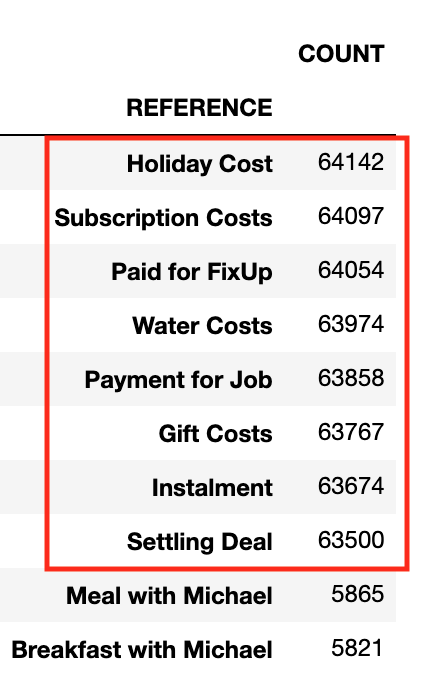 COUNT
REFERENCE
Holiday Cost 64142
Subscription Costs 64097
Paid for FixUp 64054
Water Costs 63974
Payment for Job 63858
Gift Costs 63767
Instalment 63674
Settling Deal 63500
Meal with Michael 5865
Breakfast with Michael 5821